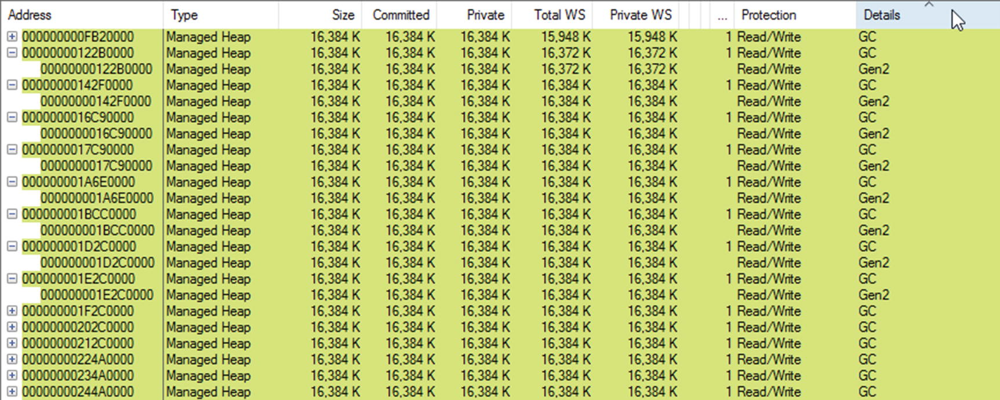 Address Type Size Committed Private Total WS Private WS ... Protection Details
000000000FB20000 Managed Heap 16,384 K 16,384 K 16,384 K 15,948 K 15,948 K 1 Read/Write GC
00000000122B0000 Managed Heap 16,384 K 16,384 K 16,384 K 16,372 K 16,372 K 1 Read/Write GC
00000000122B0000 Managed Heap 16,384 K 16,384 K 16,384 K 16,372 K 16,372 K Read/Write Gen2
00000000142F0000 Managed Heap 16,384 K 16,384 K 16,384 K 16,384 K 16,384 K 1 Read/Write GC
00000000142F0000 Managed Heap 16,384 K 16,384 K 16,384 K 16,384 K 16,384 K Read/Write Gen2
0000000016C90000 Managed Heap 16,384 K 16,384 K 16,384 K 16,384 K 16,384 K 1 Read/Write GC
0000000016C90000 Managed Heap 16,384 K 16,384 K 16,384 K 16,384 K 16,384 K Read/Write Gen2
0000000017C90000 Managed Heap 16,384 K 16,384 K 16,384 K 16,384 K 16,384 K 1 Read/Write GC
0000000017C90000 Managed Heap 16,384 K 16,384 K 16,384 K 16,384 K 16,384 K Read/Write Gen2
000000001A6E0000 Managed Heap 16,384 K 16,384 K 16,384 K 16,384 K 16,384 K 1 Read/Write GC
000000001A6E0000 Managed Heap 16,384 K 16,384 K 16,384 K 16,384 K 16,384 K Read/Write Gen2
000000001BCC0000 Managed Heap 16,384 K 16,384 K 16,384 K 16,384 K 16,384 K 1 Read/Write GC
000000001BCC0000 Managed Heap 16,384 K 16,384 K 16,384 K 16,384 K 16,384 K Read/Write Gen2
000000001D2C0000 Managed Heap 16,384 K 16,384 K 16,384 K 16,384 K 16,384 K 1 Read/Write GC
000000001D2C0000 Managed Heap 16,384 K 16,384 K 16,384 K 16,384 K 16,384 K Read/Write Gen2
000000001E2C0000 Managed Heap 16,384 K 16,384 K 16,384 K 16,384 K 16,384 K 1 Read/Write GC
000000001E2C0000 Managed Heap 16,384 K 16,384 K 16,384 K 16,384 K 16,384 K Read/Write Gen2
000000001F2C0000 Managed Heap 16,384 K 16,384 K 16,384 K 16,384 K 16,384 K 1 Read/Write GC
00000000202C0000 Managed Heap 16,384 K 16,384 K 16,384 K 16,384 K 16,384 K 1 Read/Write GC
00000000212C0000 Managed Heap 16,384 K 16,384 K 16,384 K 16,384 K 16,384 K 1 Read/Write GC
00000000224A0000 Managed Heap 16,384 K 16,384 K 16,384 K 16,384 K 16,384 K 1 Read/Write GC
00000000234A0000 Managed Heap 16,384 K 16,384 K 16,384 K 16,384 K 16,384 K 1 Read/Write GC
00000000244A0000 Managed Heap 16,384 K 16,384 K 16,384 K 16,384 K 16,384 K 1 Read/Write GC